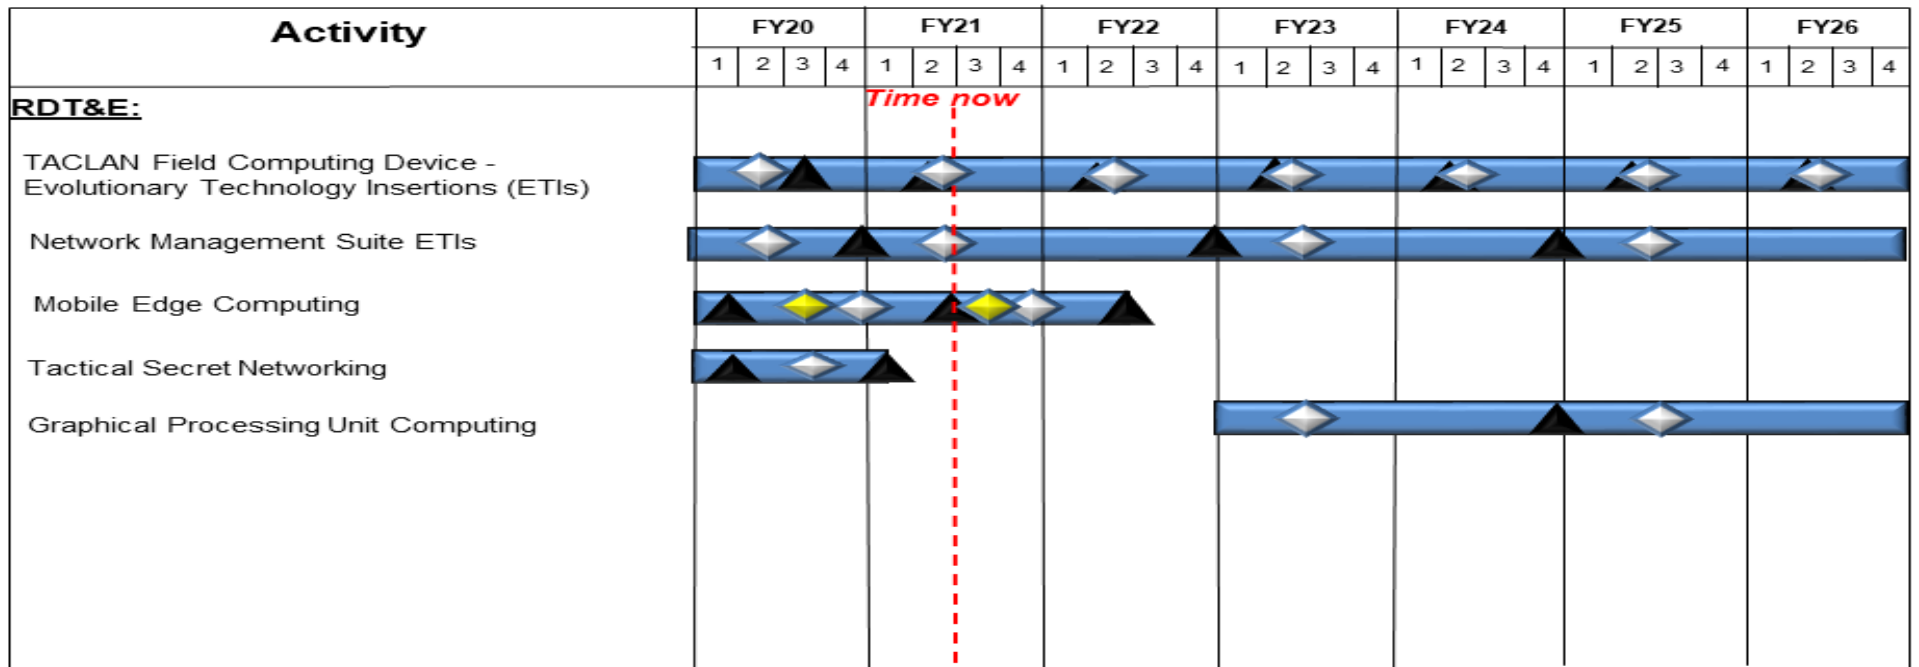 Activity FY20 FY21 FY22 FY23 FY24 FY25 FY26
1 2 3 4 1 2 3 4 1 2 3 4 1 2 3 4 1 2 3 4 1 2 3 4 1 2 3 4
RDT&E: Time now
TACLAN Field Computing Device -
Evolutionary Technology Insertions (ETIs)
Network Management Suite ETIs
Mobile Edge Computing
Tactical Secret Networking
Graphical Processing Unit Computing